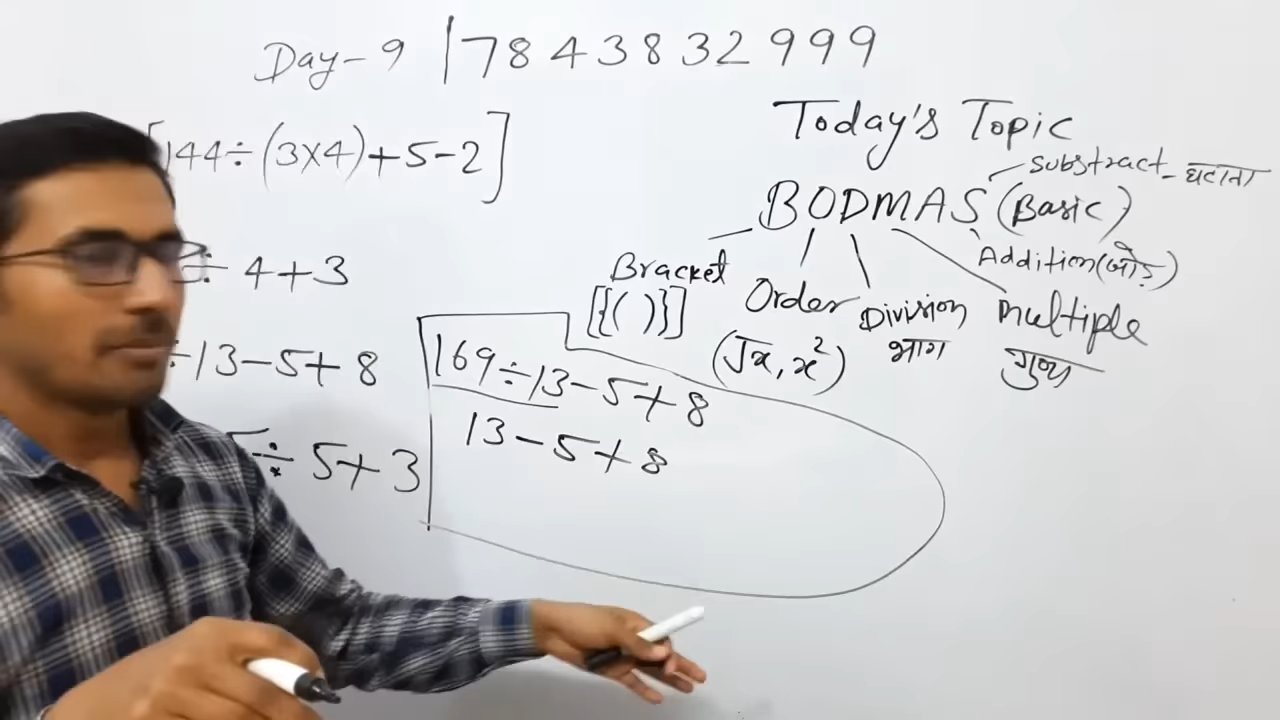 Day-9 | 7843832999
[144÷(3×4)+5-2]
÷ 4+3
÷13-5+8
5÷ 5+3
169÷13-5+8
13-5+8
Today's Topic
Substract - घटाना
BODMAS (Basic)
Addition(जोड़)
Bracket
[{( )}]
Order
(√x, x²)
Division
भाग
Multiple
गुणा